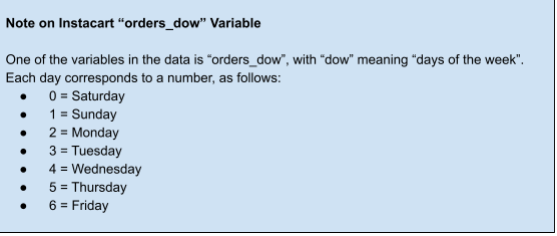 Note on Instacart “orders_dow” Variable
One of the variables in the data is “orders_dow”, with “dow” meaning “days of the week”.
Each day corresponds to a number, as follows:
● 0 = Saturday
● 1 = Sunday
● 2 = Monday
● 3 = Tuesday
● 4 = Wednesday
● 5 = Thursday
● 6 = Friday